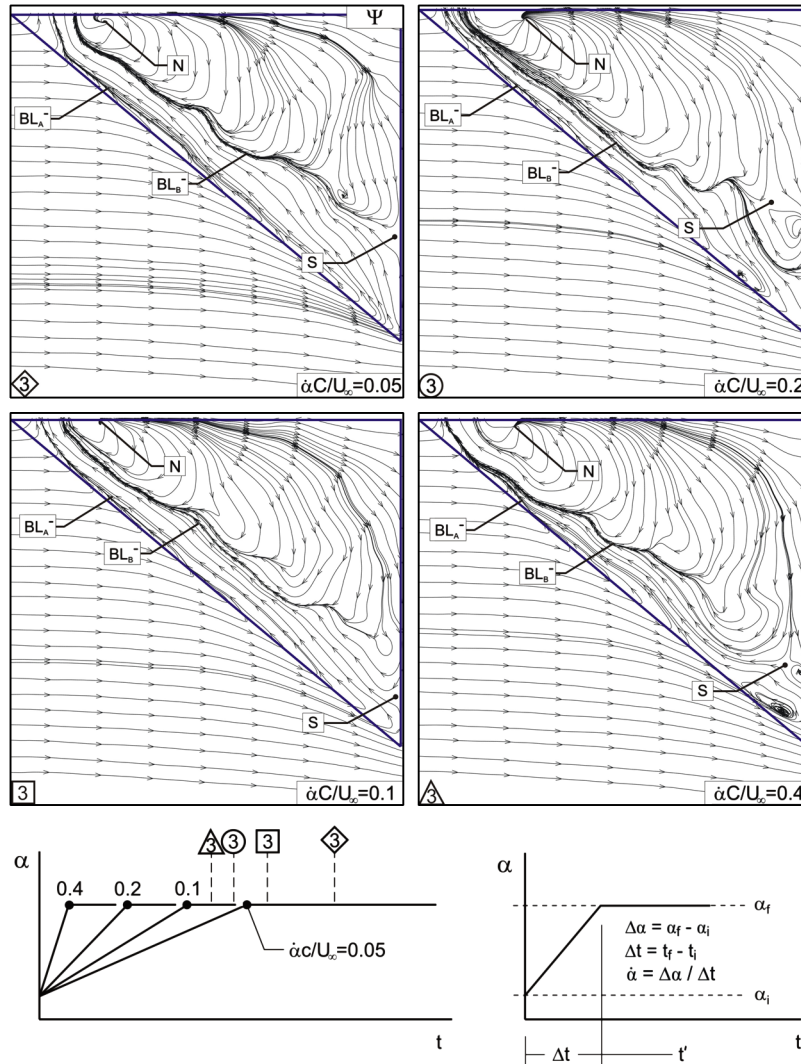 Ψ
N
BL_A⁻
BL_B⁻
S
3
α̇C/U∞=0.05
N
BL_A⁻
BL_B⁻
S
3
α̇C/U∞=0.2
N
BL_A⁻
BL_B⁻
S
3
α̇C/U∞=0.1
N
BL_A⁻
BL_B⁻
S
3
α̇C/U∞=0.4
3 3 3 3
α
0.4 0.2 0.1
α̇c/U∞=0.05
t
α
α_f
Δα = α_f - α_i
Δt = t_f - t_i
α̇ = Δα / Δt
α_i
t
Δt t′